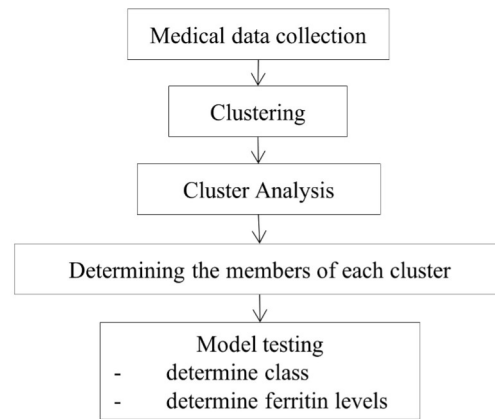 Medical data collection
Clustering
Cluster Analysis
Determining the members of each cluster
Model testing
- determine class
- determine ferritin levels